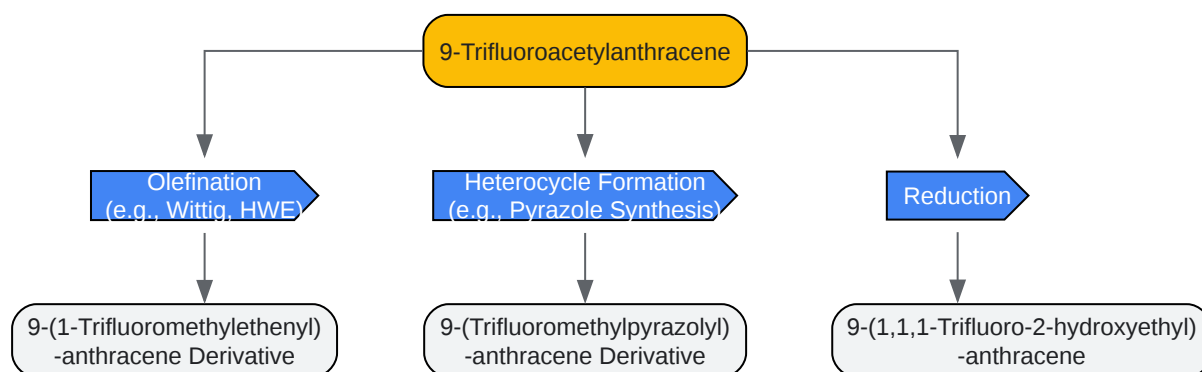 9-Trifluoroacetylanthracene
Olefination
(e.g., Wittig, HWE)
Heterocycle Formation
(e.g., Pyrazole Synthesis)
Reduction
9-(1-Trifluoromethylethenyl)
-anthracene Derivative
9-(Trifluoromethylpyrazolyl)
-anthracene Derivative
9-(1,1,1-Trifluoro-2-hydroxyethyl)
-anthracene